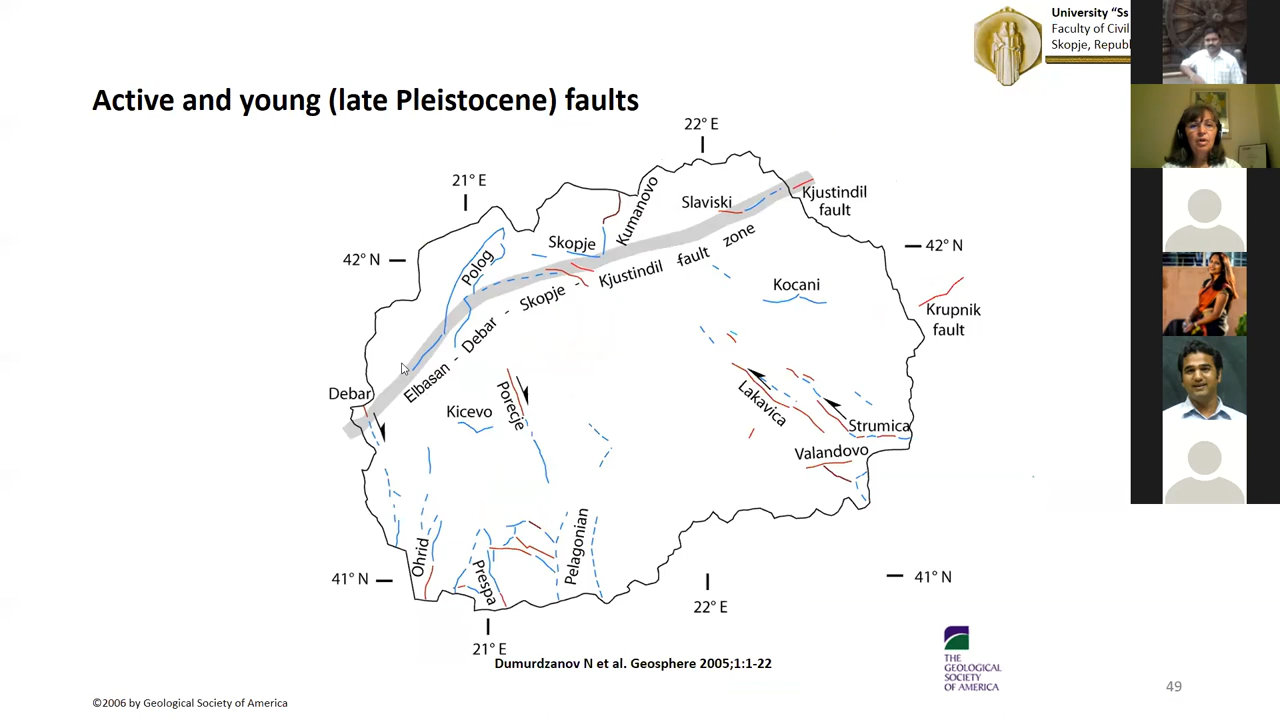 University “Ss
Faculty of Civil
Skopje, Republ
Active and young (late Pleistocene) faults
22° E
21° E
Kumanovo
Slaviski
Kjustindil
fault
42° N
Polog
Skopje
42° N
Elbasan - Debar - Skopje - Kjustindil fault zone
Kocani
Krupnik
fault
Debar
Kicevo
Porecje
Lakavica
Strumica
Valandovo
Ohrid
Prespa
Pelagonian
41° N
41° N
22° E
21° E
Dumurdzanov N et al. Geosphere 2005;1:1-22
THE
GEOLOGICAL
SOCIETY
OF AMERICA
49
©2006 by Geological Society of America